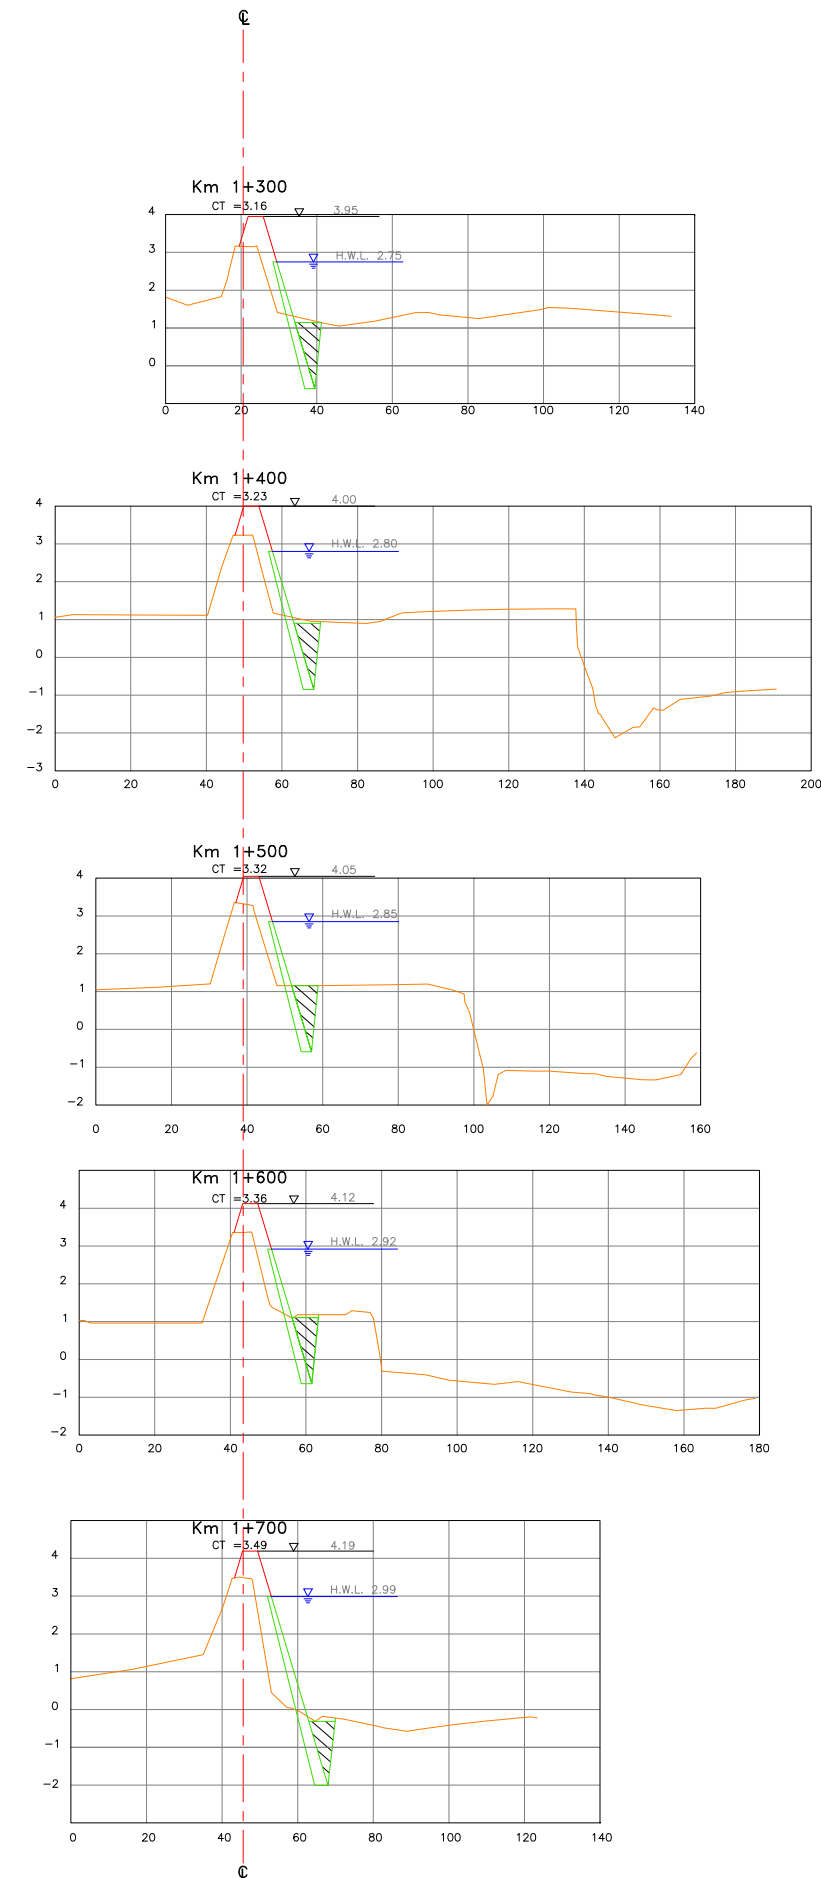 ℄
Km 1+300
CT =3.16
3.95
H.W.L. 2.75
4
3
2
1
0
0 20 40 60 80 100 120 140
Km 1+400
CT =3.23
4.00
H.W.L. 2.80
4
3
2
1
0
-1
-2
-3
0 20 40 60 80 100 120 140 160 180 200
Km 1+500
CT =3.32
4.05
H.W.L. 2.85
4
3
2
1
0
-1
-2
0 20 40 60 80 100 120 140 160
Km 1+600
CT =3.36
4.12
H.W.L. 2.92
4
3
2
1
0
-1
-2
0 20 40 60 80 100 120 140 160 180
Km 1+700
CT =3.49
4.19
H.W.L. 2.99
4
3
2
1
0
-1
-2
0 20 40 60 80 100 120 140
℄